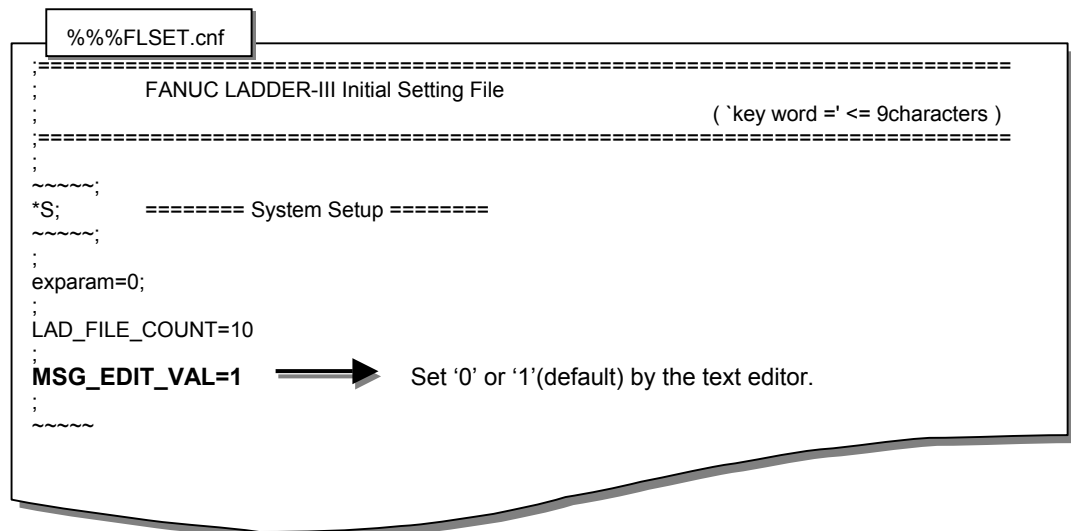 %%%FLSET.cnf
;===============================================================
; FANUC LADDER-III Initial Setting File
; ( `key word =' <= 9characters )
;===============================================================
;
~~~~~;
*S; ======== System Setup ========
~~~~~;
;
exparam=0;
;
LAD_FILE_COUNT=10
;
MSG_EDIT_VAL=1 Set ‘0’ or ‘1’(default) by the text editor.
;
~~~~~